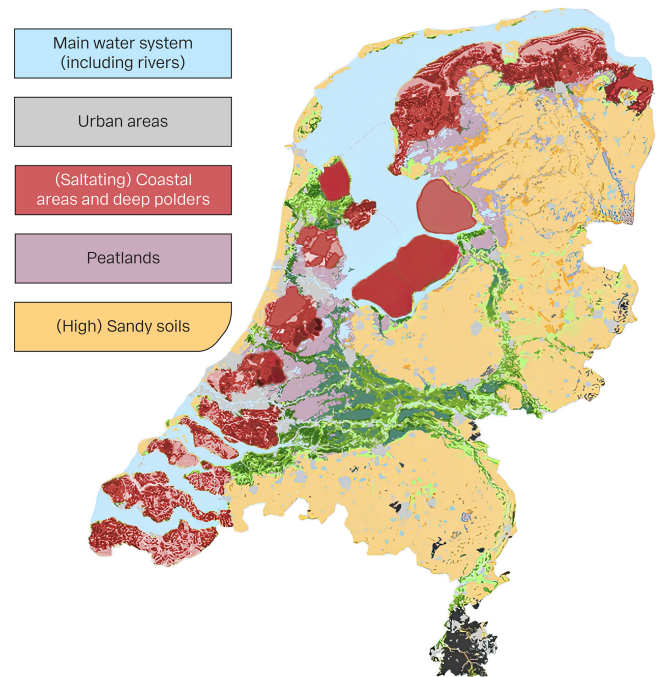 Main water system
(including rivers)
Urban areas
(Saltating) Coastal
areas and deep polders
Peatlands
(High) Sandy soils